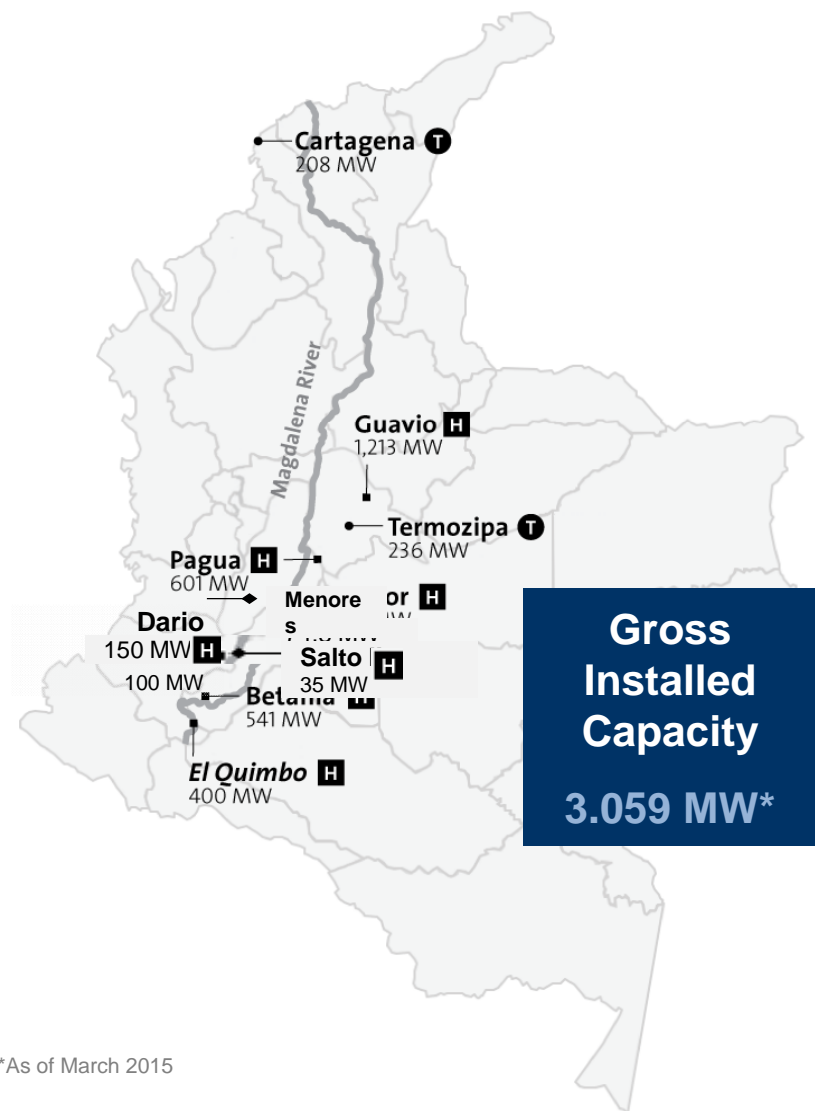 Cartagena T
208 MW
Magdalena River
Guavio H
1,213 MW
Termozipa T
236 MW
Pagua H
601 MW
Menore
s
or H
Dario
150 MW H
100 MW
Salto H
35 MW
Betania H
541 MW
El Quimbo H
400 MW
Gross
Installed
Capacity
3.059 MW*
*As of March 2015